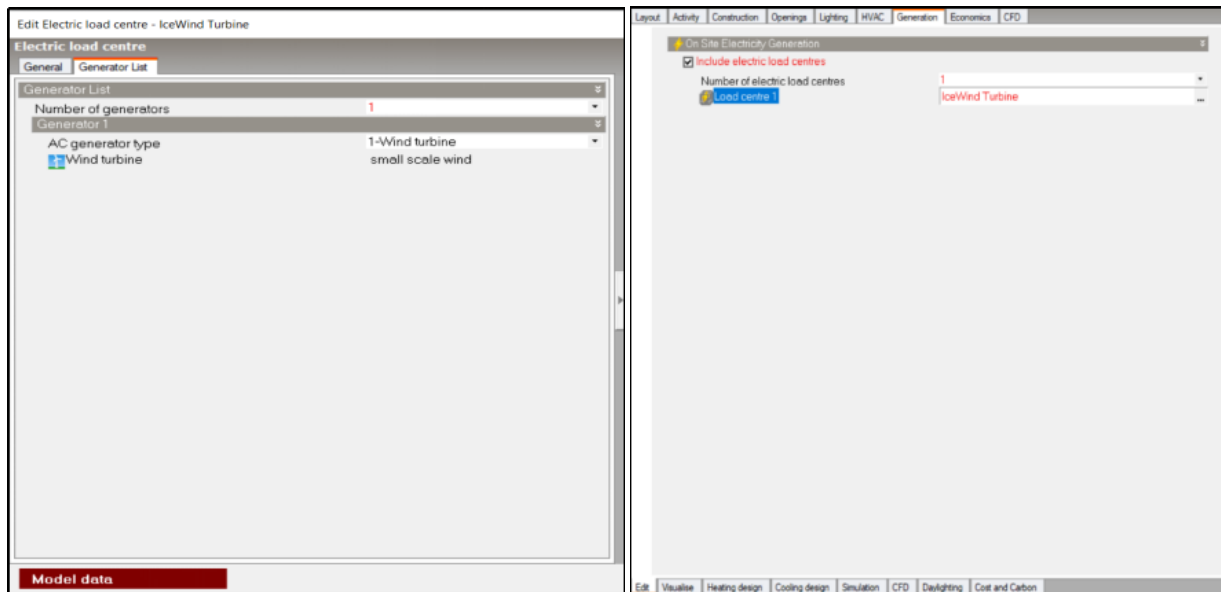 Edit Electric load centre - IceWind Turbine
Electric load centre
General Generator List
Generator List
Number of generators 1
Generator 1
AC generator type 1-Wind turbine
Wind turbine small scale wind
Model data
Layout Activity Construction Openings Lighting HVAC Generation Economics CFD
On Site Electricity Generation
Include electric load centres
Number of electric load centres 1
Load centre 1 IceWind Turbine
Edit Visualise Heating design Cooling design Simulation CFD Daylighting Cost and Carbon